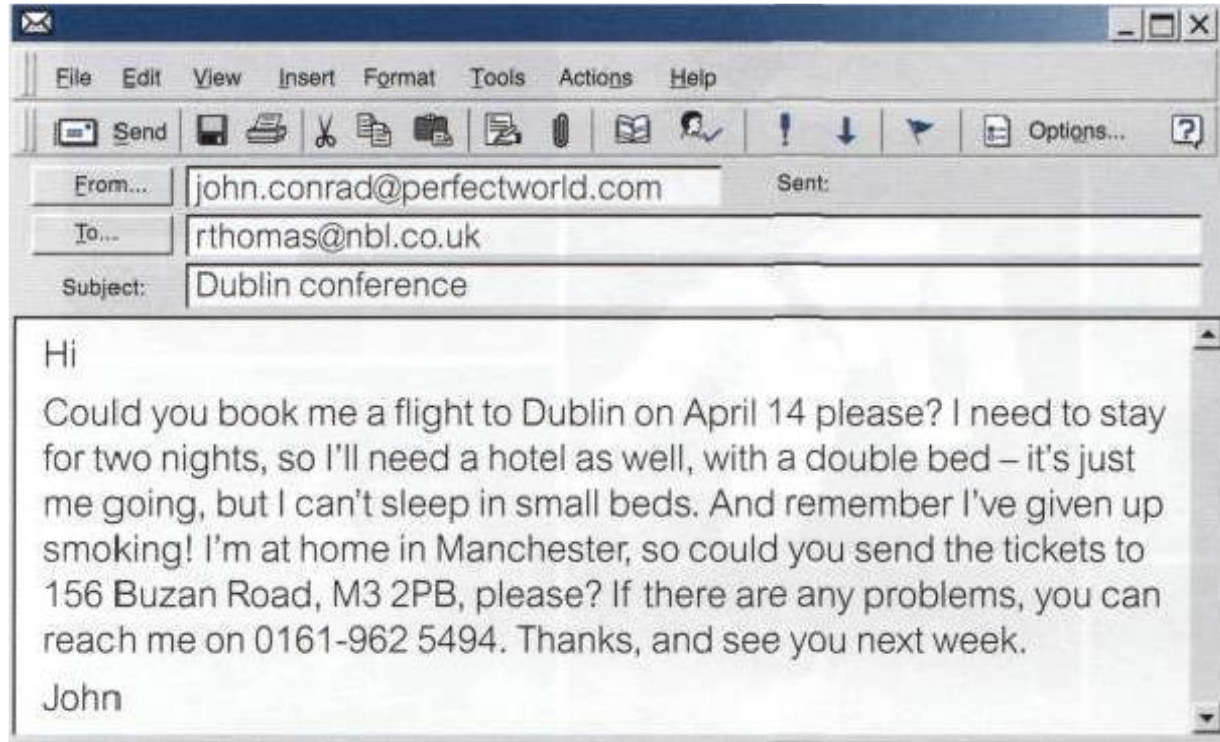 File Edit View Insert Format Tools Actions Help
Send Options...
From... john.conrad@perfectworld.com Sent:
To... rthomas@nbl.co.uk
Subject: Dublin conference
Hi
Could you book me a flight to Dublin on April 14 please? I need to stay
for two nights, so I'll need a hotel as well, with a double bed – it's just
me going, but I can't sleep in small beds. And remember I've given up
smoking! I'm at home in Manchester, so could you send the tickets to
156 Buzan Road, M3 2PB, please? If there are any problems, you can
reach me on 0161-962 5494. Thanks, and see you next week.
John